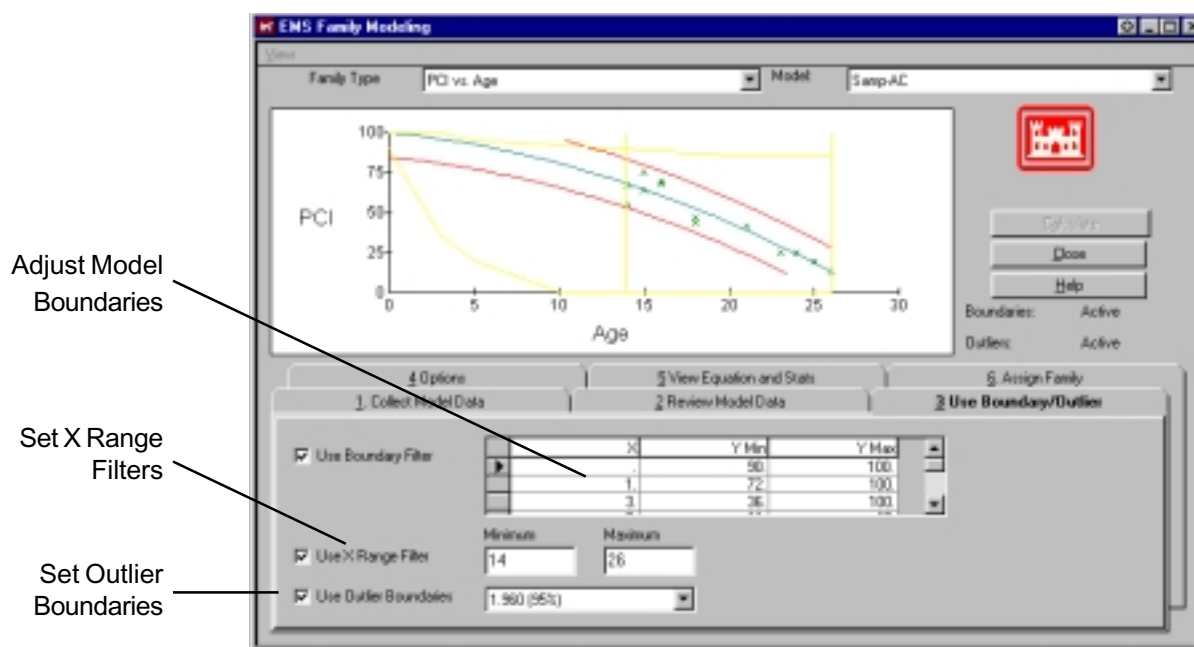 EMS Family Modeling
View
Family Type PCI vs. Age Model: Samp-AC
100
75
50
25
0
PCI
0 5 10 15 20 25 30
Age
Calculate
Close
Help
Boundaries: Active
Outliers: Active
Adjust Model
Boundaries
4 Options 5 View Equation and Stats 6. Assign Family
1. Collect Model Data 2 Review Model Data 3 Use Boundary/Outlier
Set X Range
Filters
Use Boundary Filter
X Y Min Y Max
. 90. 100.
1. 72. 100.
3. 36. 100.
Minimum Maximum
Use X Range Filter 14 26
Set Outlier
Boundaries
Use Outlier Boundaries 1.960 (95%)